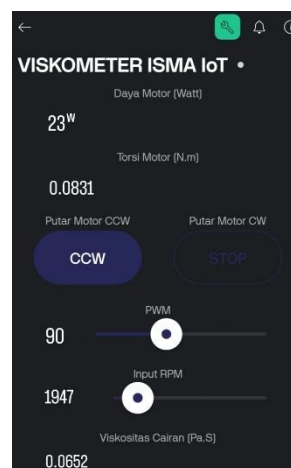 VISKOMETER ISMA IoT
Daya Motor (Watt)
23W
Torsi Motor (N.m)
0.0831
Putar Motor CCW Putar Motor CW
CCW STOP
PWM
90
Input RPM
1947
Viskositas Cairan (Pa.S)
0.0652